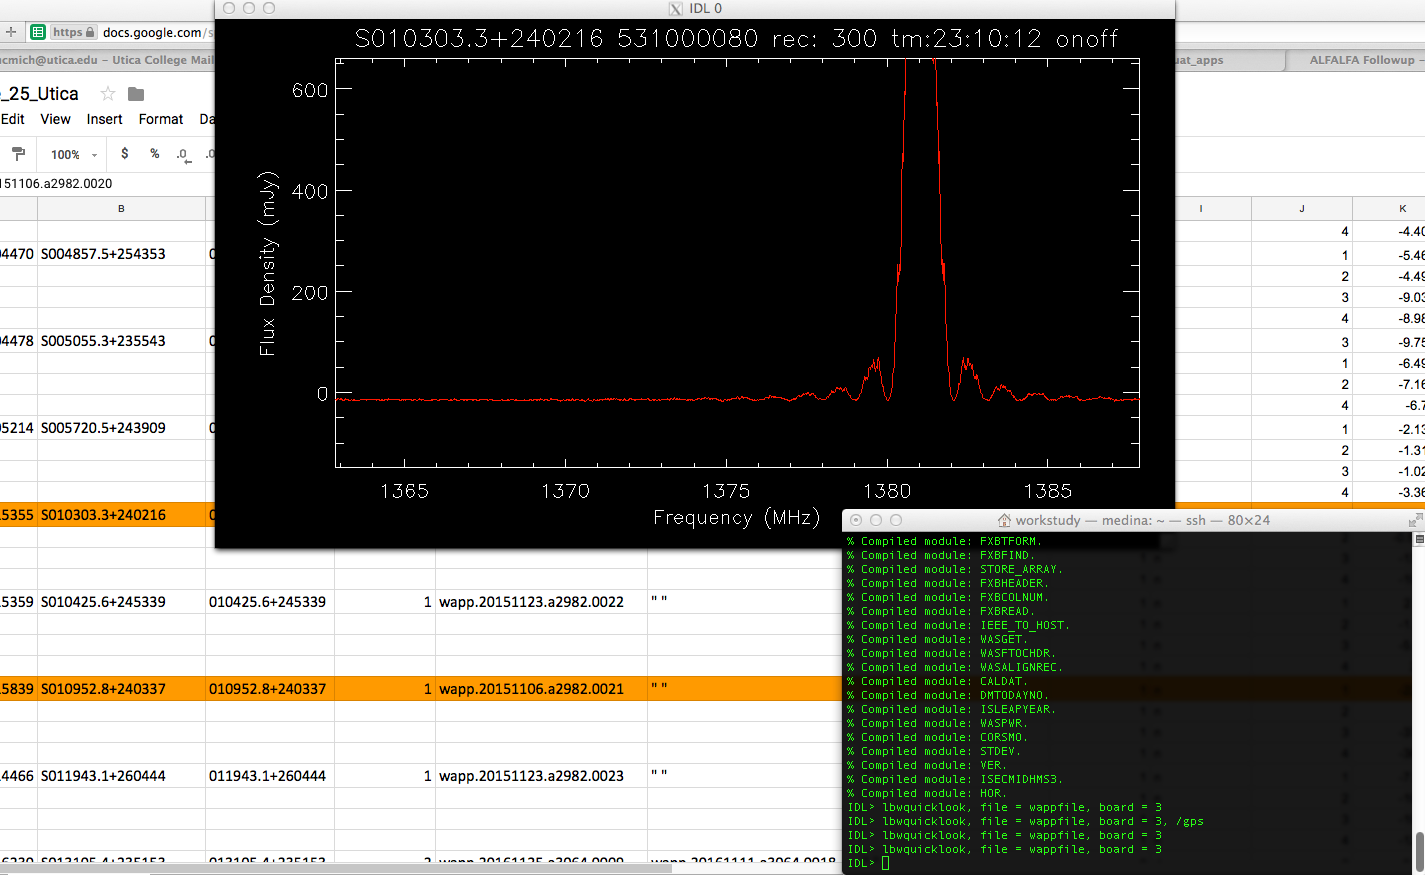 IDL 0
https docs.google.com/s
ucmich@utica.edu – Utica College Mail
uat_apps
ALFALFA Followup –
e_25_Utica
Edit View Insert Format Da
100% $ % .0 .0
151106.a2982.0020
S010303.3+240216 531000080 rec: 300 tm:23:10:12 onoff
600
400
200
0
Flux Density (mJy)
1365 1370 1375 1380 1385
Frequency (MHz)
B
I J K
04470 S004857.5+254353 0
04478 S005055.3+235543 0
05214 S005720.5+243909 0
5355 S010303.3+240216 0
5359 S010425.6+245339 010425.6+245339 1 wapp.20151123.a2982.0022 " "
5839 S010952.8+240337 010952.8+240337 1 wapp.20151106.a2982.0021 " "
4466 S011943.1+260444 011943.1+260444 1 wapp.20151123.a2982.0023 " "
4 -4.40
1 -5.46
2 -4.49
3 -9.03
4 -8.98
3 -9.75
1 -6.49
2 -7.16
4 -6.7
1 -2.13
2 -1.31
3 -1.02
4 -3.36
workstudy — medina: ~ — ssh — 80×24
% Compiled module: FXBTFORM.
% Compiled module: FXBFIND.
% Compiled module: STORE_ARRAY.
% Compiled module: FXBHEADER.
% Compiled module: FXBCOLNUM.
% Compiled module: FXBREAD.
% Compiled module: IEEE_TO_HOST.
% Compiled module: WASGET.
% Compiled module: WASFTOCHDR.
% Compiled module: WASALIGNREC.
% Compiled module: CALDAT.
% Compiled module: DMTODAYNO.
% Compiled module: ISLEAPYEAR.
% Compiled module: WASPWR.
% Compiled module: CORSMO.
% Compiled module: STDEV.
% Compiled module: VER.
% Compiled module: ISECMIDHMS3.
% Compiled module: HOR.
IDL> lbwquicklook, file = wappfile, board = 3
IDL> lbwquicklook, file = wappfile, board = 3, /gps
IDL> lbwquicklook, file = wappfile, board = 3
IDL> lbwquicklook, file = wappfile, board = 3
IDL>